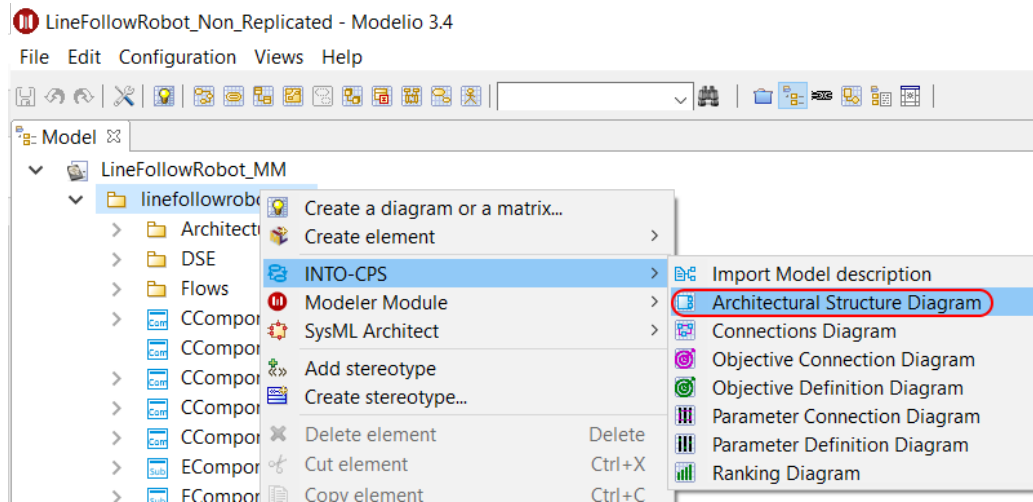 LineFollowRobot_Non_Replicated - Modelio 3.4
File Edit Configuration Views Help
Model
LineFollowRobot_MM
linefollowrobo
Architectu
DSE
Flows
CCompor
CCompor
CCompor
CCompor
CCompor
ECompor
ECompor
Create a diagram or a matrix...
Create element
INTO-CPS
Modeler Module
SysML Architect
Add stereotype
Create stereotype...
Delete element Delete
Cut element Ctrl+X
Copy element Ctrl+C
Import Model description
Architectural Structure Diagram
Connections Diagram
Objective Connection Diagram
Objective Definition Diagram
Parameter Connection Diagram
Parameter Definition Diagram
Ranking Diagram